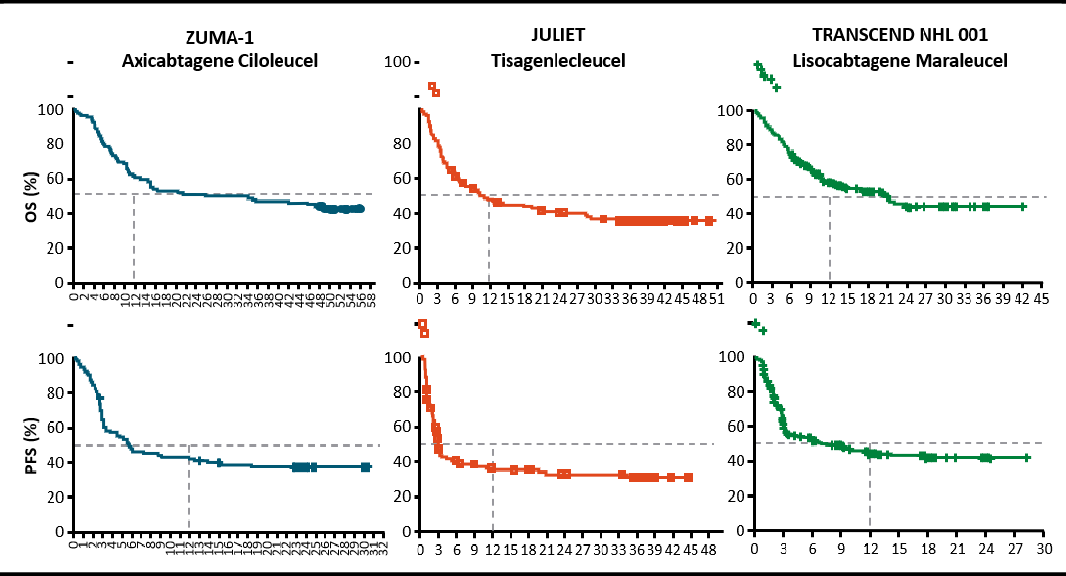 ZUMA-1
Axicabtagene Ciloleucel
JULIET
Tisagenlecleucel
TRANSCEND NHL 001
Lisocabtagene Maraleucel
OS (%)
100
80
60
40
20
0
0 2 4 6 8 10 12 14 16 18 20 22 24 26 28 30 32 34 36 38 40 42 44 46 48 50 52 54 56 58
100
100
80
60
40
20
0
0 3 6 9 12 15 18 21 24 27 30 33 36 39 42 45 48 51
100
80
60
40
20
0
0 3 6 9 12 15 18 21 24 27 30 33 36 39 42 45
PFS (%)
100
80
60
40
20
0
0 1 2 3 4 5 6 7 8 9 10 11 12 13 14 15 16 17 18 19 20 21 22 23 24 25 26 27 28 29 30 31 32
100
80
60
40
20
0
0 3 6 9 12 15 18 21 24 27 30 33 36 39 42 45 48
100
80
60
40
20
0
0 3 6 9 12 15 18 21 24 27 30